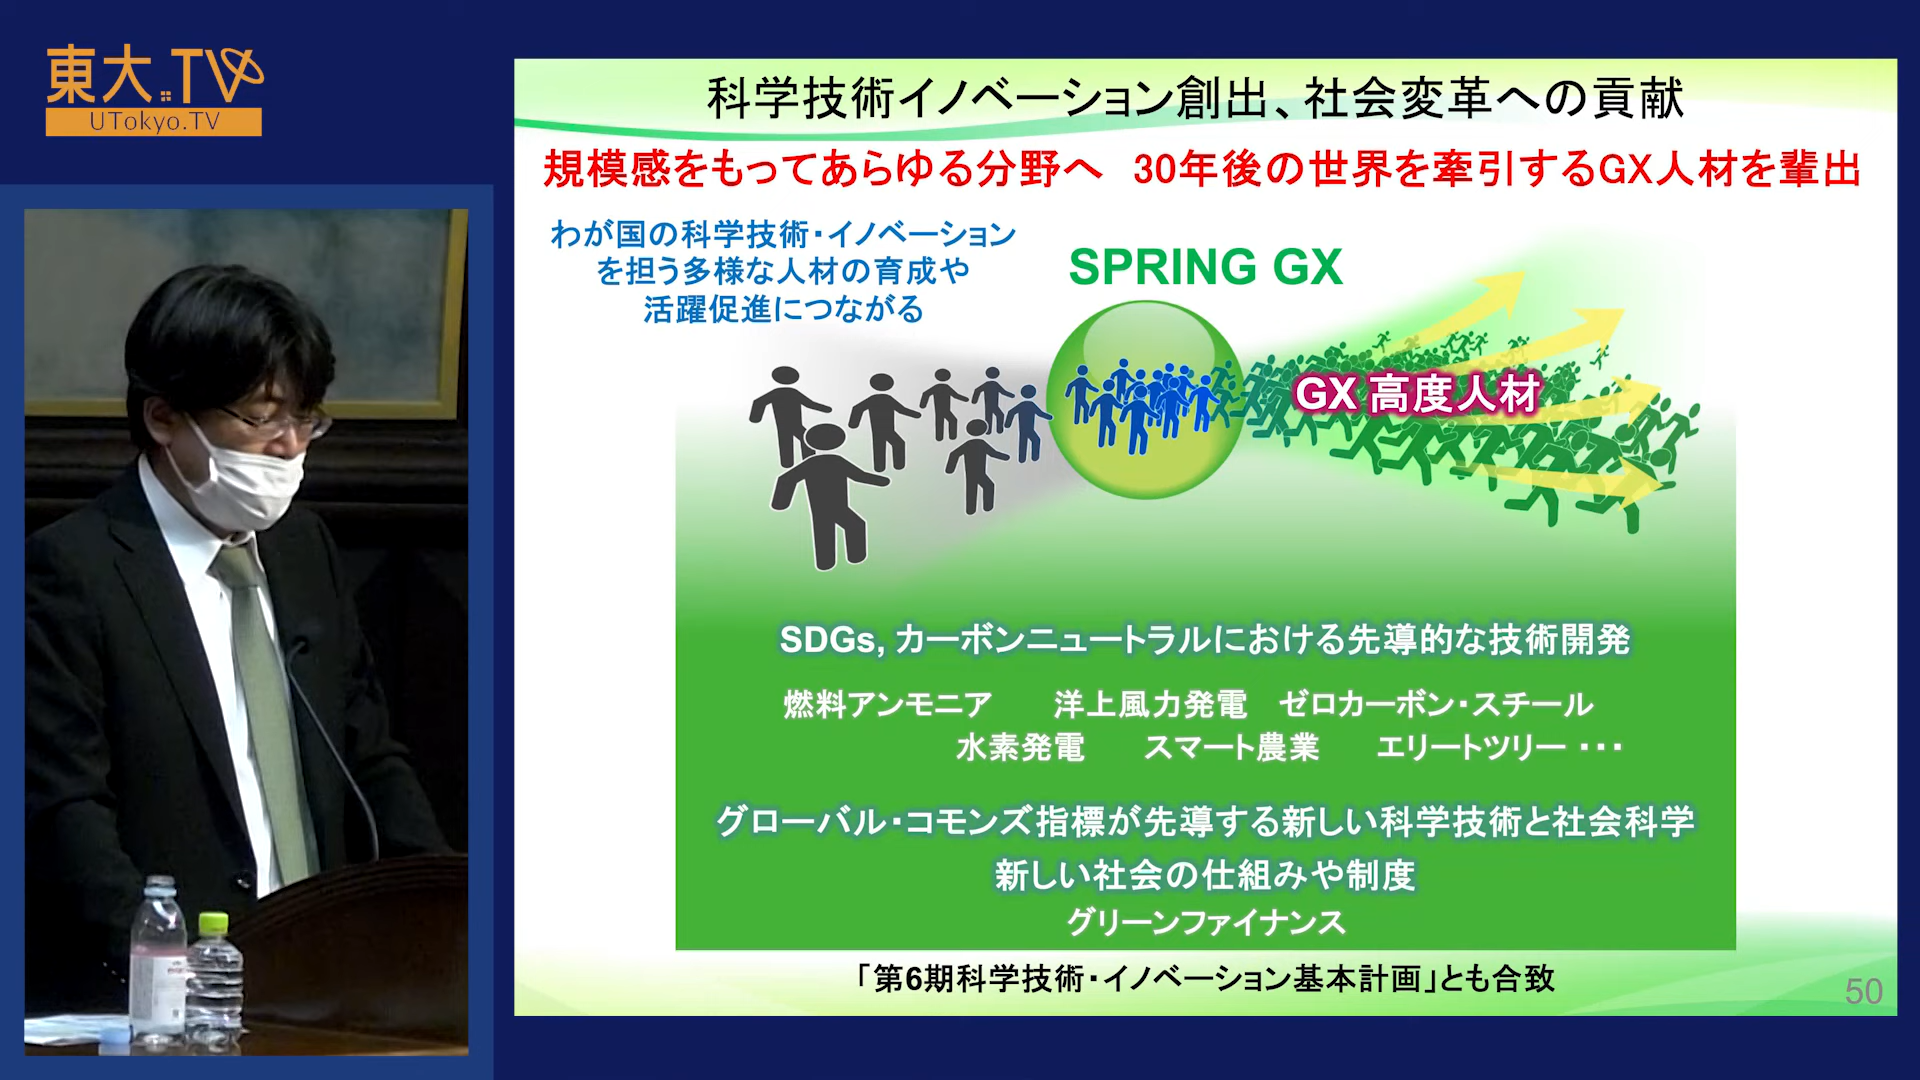 東大.TV
UTokyo.TV
科学技術イノベーション創出、社会変革への貢献
規模感をもってあらゆる分野へ 30年後の世界を牽引するGX人材を輩出
わが国の科学技術・イノベーション
を担う多様な人材の育成や
活躍促進につながる
SPRING GX
GX 高度人材
SDGs, カーボンニュートラルにおける先導的な技術開発
燃料アンモニア 洋上風力発電 ゼロカーボン・スチール
水素発電 スマート農業 エリートツリー ・・・
グローバル・コモンズ指標が先導する新しい科学技術と社会科学
新しい社会の仕組みや制度
グリーンファイナンス
「第6期科学技術・イノベーション基本計画」とも合致
50